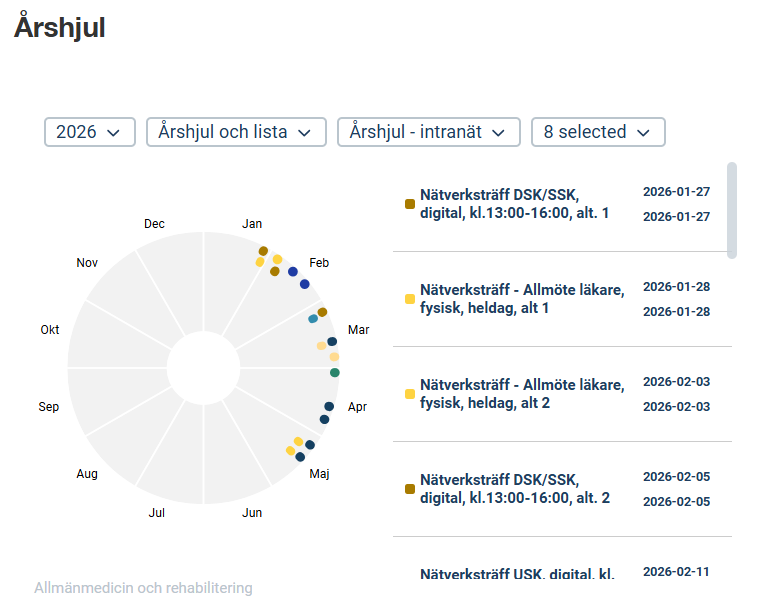 Årshjul
2026
Årshjul och lista
Årshjul - intranät
8 selected
Jan
Feb
Mar
Apr
Maj
Jun
Jul
Aug
Sep
Okt
Nov
Dec
Nätverksträff DSK/SSK,
digital, kl.13:00-16:00, alt. 1
2026-01-27
2026-01-27
Nätverksträff - Allmöte läkare,
fysisk, heldag, alt 1
2026-01-28
2026-01-28
Nätverksträff - Allmöte läkare,
fysisk, heldag, alt 2
2026-02-03
2026-02-03
Nätverksträff DSK/SSK,
digital, kl.13:00-16:00, alt. 2
2026-02-05
2026-02-05
Nätverksträff USK, digital, kl.
2026-02-11
Allmänmedicin och rehabilitering